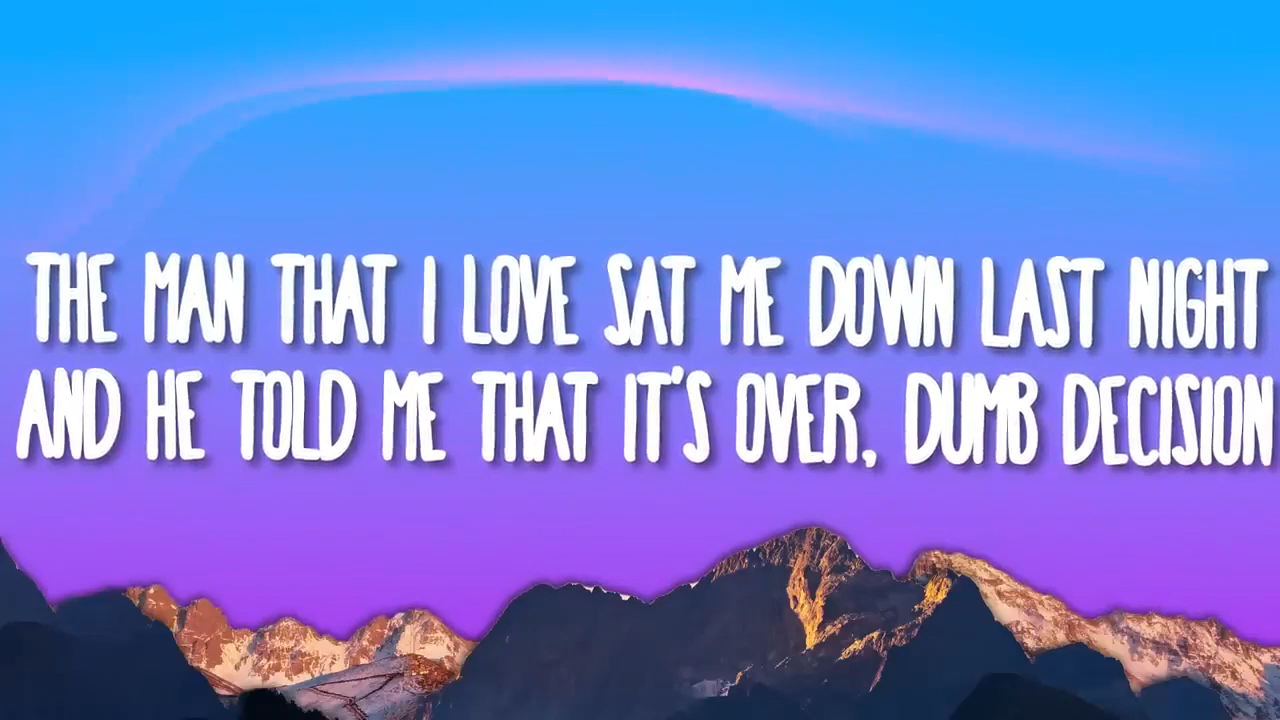 THE MAN THAT I LOVE SAT ME DOWN LAST NIGHT
AND HE TOLD ME THAT IT'S OVER, DUMB DECISION